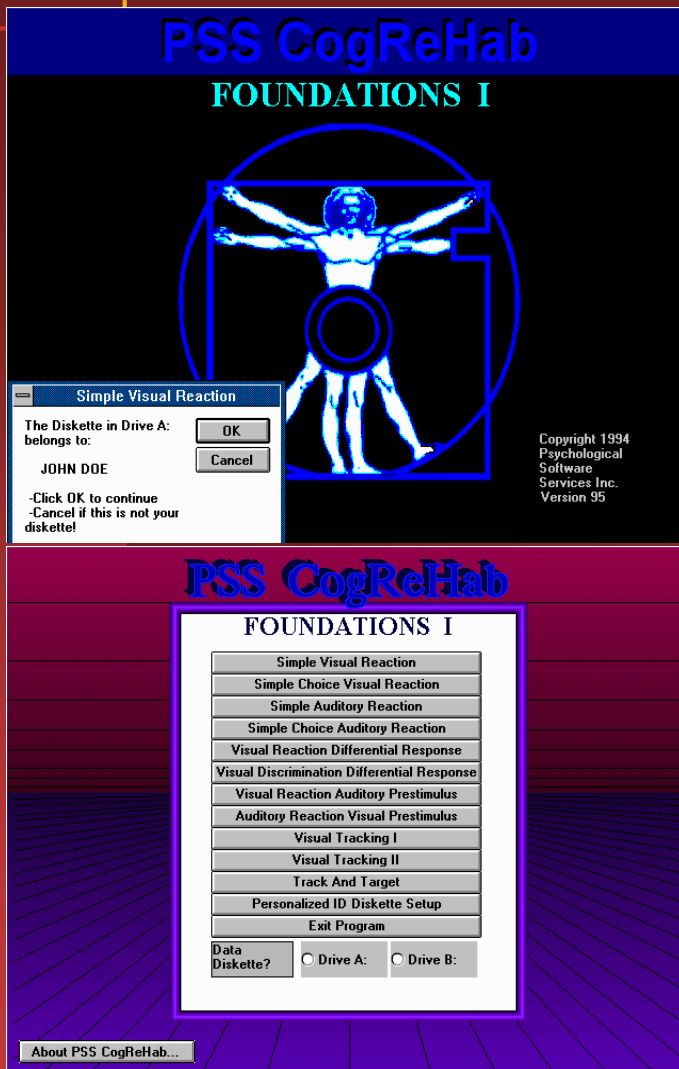 PSS CogReHab
FOUNDATIONS I
Simple Visual Reaction
The Diskette in Drive A:
belongs to:
JOHN DOE
-Click OK to continue
-Cancel if this is not your
diskette!
OK
Cancel
Copyright 1994
Psychological
Software
Services Inc.
Version 95
PSS CogReHab
FOUNDATIONS I
Simple Visual Reaction
Simple Choice Visual Reaction
Simple Auditory Reaction
Simple Choice Auditory Reaction
Visual Reaction Differential Response
Visual Discrimination Differential Response
Visual Reaction Auditory Prestimulus
Auditory Reaction Visual Prestimulus
Visual Tracking I
Visual Tracking II
Track And Target
Personalized ID Diskette Setup
Exit Program
Data
Diskette?
Drive A:
Drive B:
About PSS CogReHab...